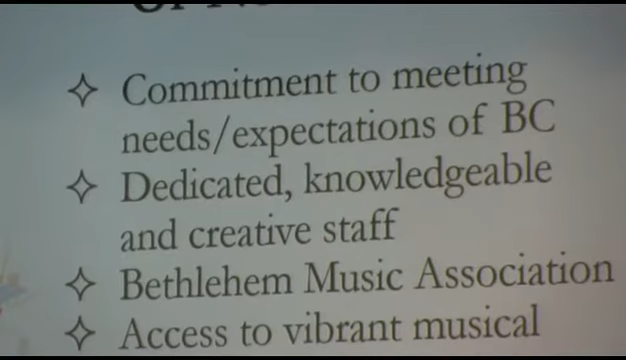 Commitment to meeting
needs/expectations of BC
Dedicated, knowledgeable
and creative staff
Bethlehem Music Association
Access to vibrant musical